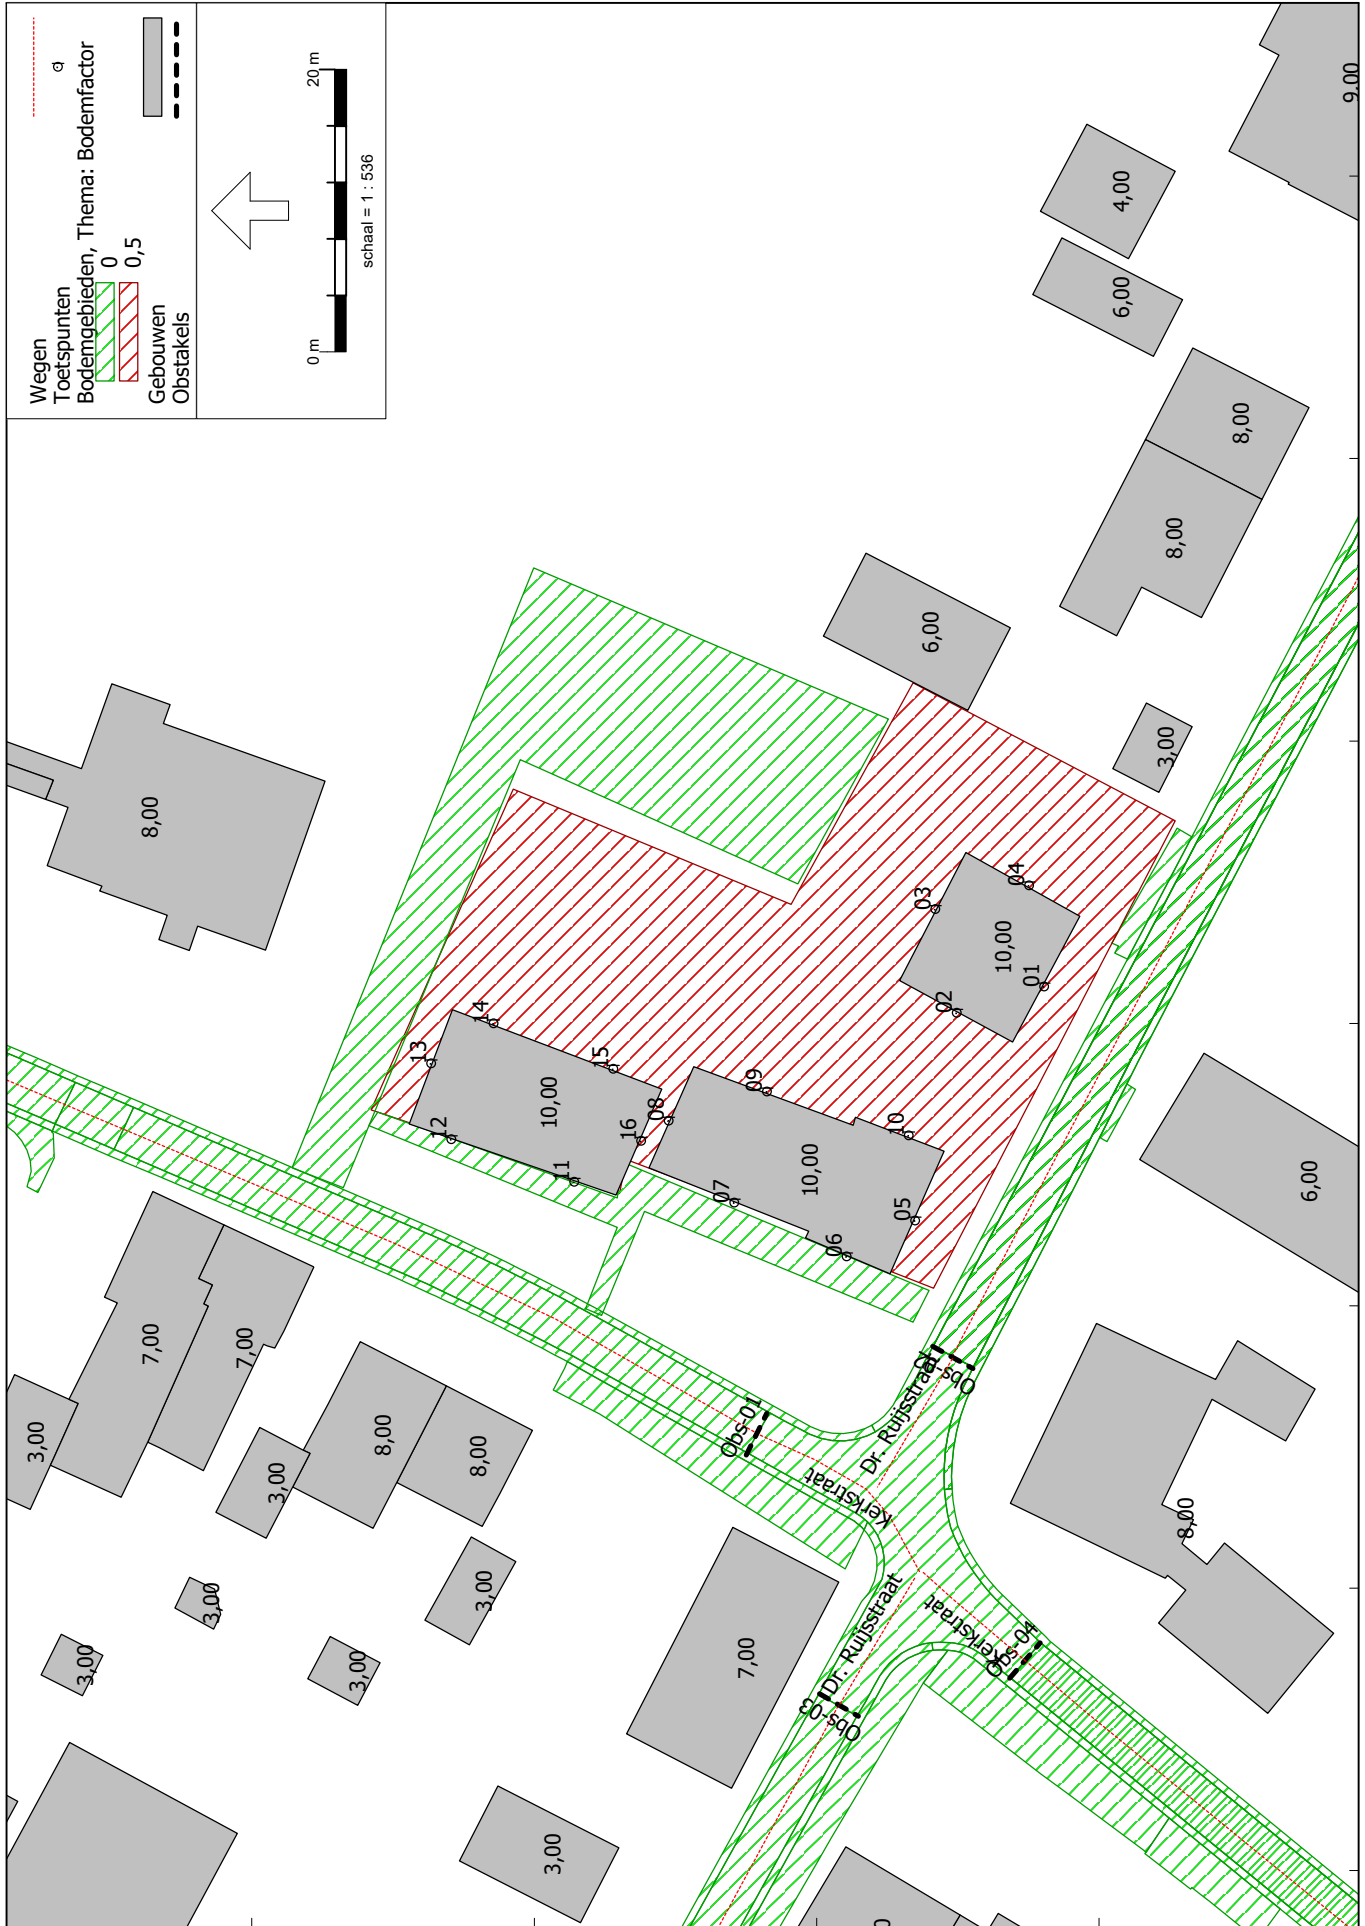 Wegen
Toetspunten
Bodemgebieden, Thema: Bodemfactor
0
0,5
Gebouwen
Obstakels
0 m
20 m
schaal = 1 : 536
9,00
4,00
6,00
8,00
8,00
6,00
3,00
8,00
03
04
10,00
02
01
14
13
15
12
10,00
09
08
16
11
10
10,00
07
05
06
6,00
7,00
7,00
3,00
8,00
8,00
3,00
Obs-01
Dr. Ruijsstraat
Kerkstraat
8,00
3,00
3,00
3,00
3,00
7,00
Dr. Ruijsstraat
Kerkstraat
Obs-04
Obs-03
3,00